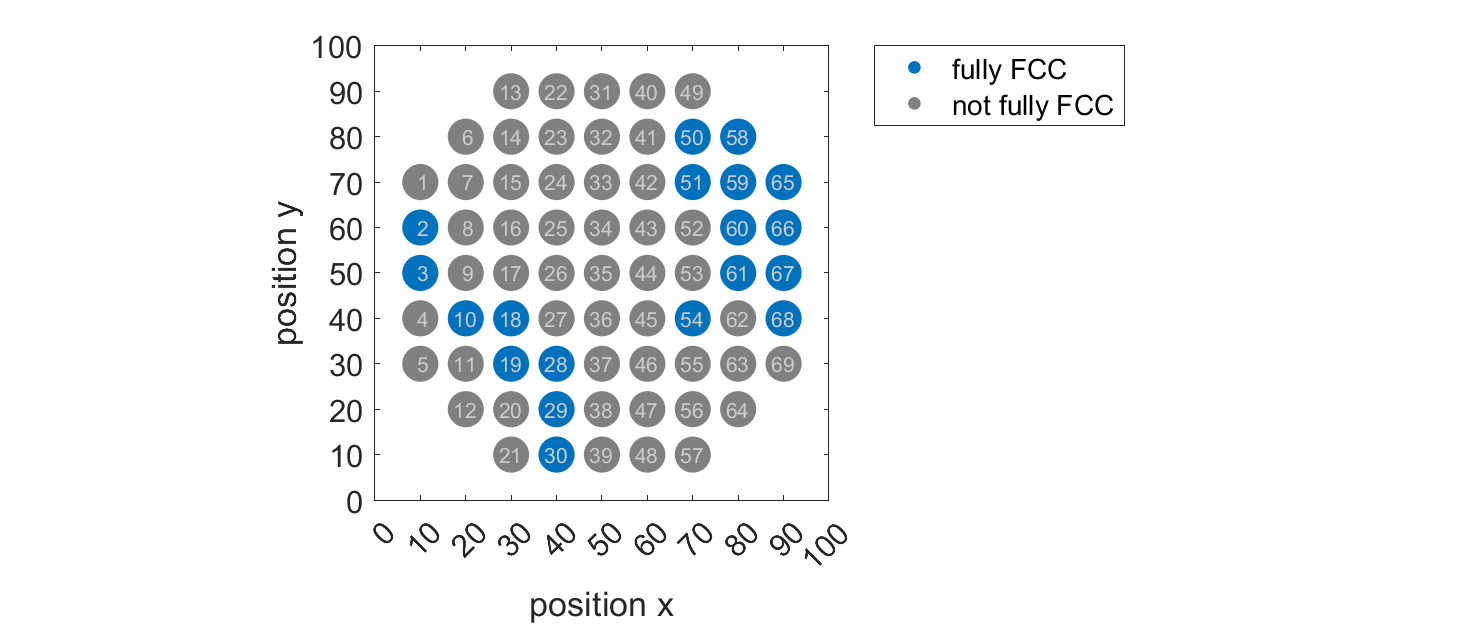 100
fully FCC
not fully FCC
90
13 22 31 40 49
80
6 14 23 32 41 50 58
70
1 7 15 24 33 42 51 59 65
60
2 8 16 25 34 43 52 60 66
50
3 9 17 26 35 44 53 61 67
40
4 10 18 27 36 45 54 62 68
30
5 11 19 28 37 46 55 63 69
20
12 20 29 38 47 56 64
10
21 30 39 48 57
0
position y
0 10 20 30 40 50 60 70 80 90 100
position x